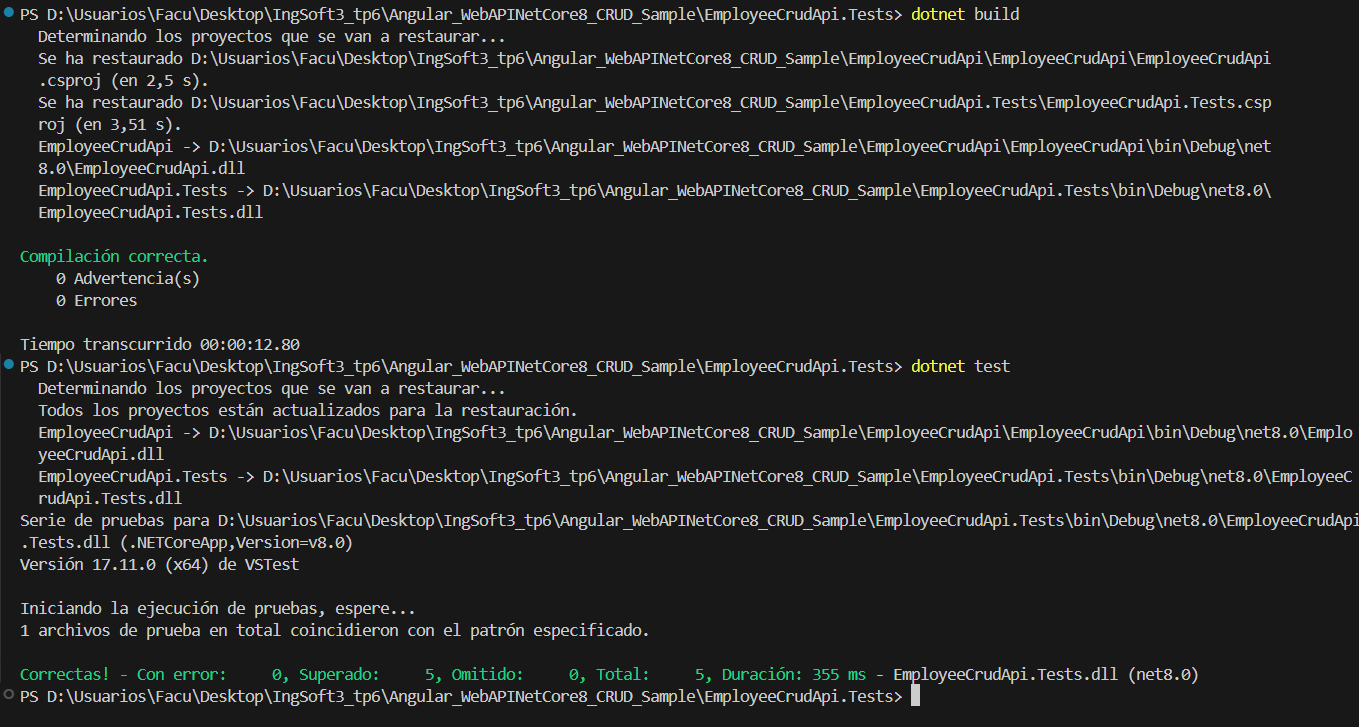 PS D:\Usuarios\Facu\Desktop\IngSoft3_tp6\Angular_WebAPINetCore8_CRUD_Sample\EmployeeCrudApi.Tests> dotnet build
  Determinando los proyectos que se van a restaurar...
  Se ha restaurado D:\Usuarios\Facu\Desktop\IngSoft3_tp6\Angular_WebAPINetCore8_CRUD_Sample\EmployeeCrudApi\EmployeeCrudApi\EmployeeCrudApi
  .csproj (en 2,5 s).
  Se ha restaurado D:\Usuarios\Facu\Desktop\IngSoft3_tp6\Angular_WebAPINetCore8_CRUD_Sample\EmployeeCrudApi.Tests\EmployeeCrudApi.Tests.csp
  roj (en 3,51 s).
  EmployeeCrudApi -> D:\Usuarios\Facu\Desktop\IngSoft3_tp6\Angular_WebAPINetCore8_CRUD_Sample\EmployeeCrudApi\EmployeeCrudApi\bin\Debug\net
  8.0\EmployeeCrudApi.dll
  EmployeeCrudApi.Tests -> D:\Usuarios\Facu\Desktop\IngSoft3_tp6\Angular_WebAPINetCore8_CRUD_Sample\EmployeeCrudApi.Tests\bin\Debug\net8.0\
  EmployeeCrudApi.Tests.dll
Compilación correcta.
    0 Advertencia(s)
    0 Errores
Tiempo transcurrido 00:00:12.80
PS D:\Usuarios\Facu\Desktop\IngSoft3_tp6\Angular_WebAPINetCore8_CRUD_Sample\EmployeeCrudApi.Tests> dotnet test
  Determinando los proyectos que se van a restaurar...
  Todos los proyectos están actualizados para la restauración.
  EmployeeCrudApi -> D:\Usuarios\Facu\Desktop\IngSoft3_tp6\Angular_WebAPINetCore8_CRUD_Sample\EmployeeCrudApi\EmployeeCrudApi\bin\Debug\net8.0\Emplo
  yeeCrudApi.dll
  EmployeeCrudApi.Tests -> D:\Usuarios\Facu\Desktop\IngSoft3_tp6\Angular_WebAPINetCore8_CRUD_Sample\EmployeeCrudApi.Tests\bin\Debug\net8.0\EmployeeC
  rudApi.Tests.dll
Serie de pruebas para D:\Usuarios\Facu\Desktop\IngSoft3_tp6\Angular_WebAPINetCore8_CRUD_Sample\EmployeeCrudApi.Tests\bin\Debug\net8.0\EmployeeCrudApi
.Tests.dll (.NETCoreApp,Version=v8.0)
Versión 17.11.0 (x64) de VSTest
Iniciando la ejecución de pruebas, espere...
1 archivos de prueba en total coincidieron con el patrón especificado.
Correctas! - Con error:     0, Superado:     5, Omitido:     0, Total:     5, Duración: 355 ms - EmployeeCrudApi.Tests.dll (net8.0)
PS D:\Usuarios\Facu\Desktop\IngSoft3_tp6\Angular_WebAPINetCore8_CRUD_Sample\EmployeeCrudApi.Tests>